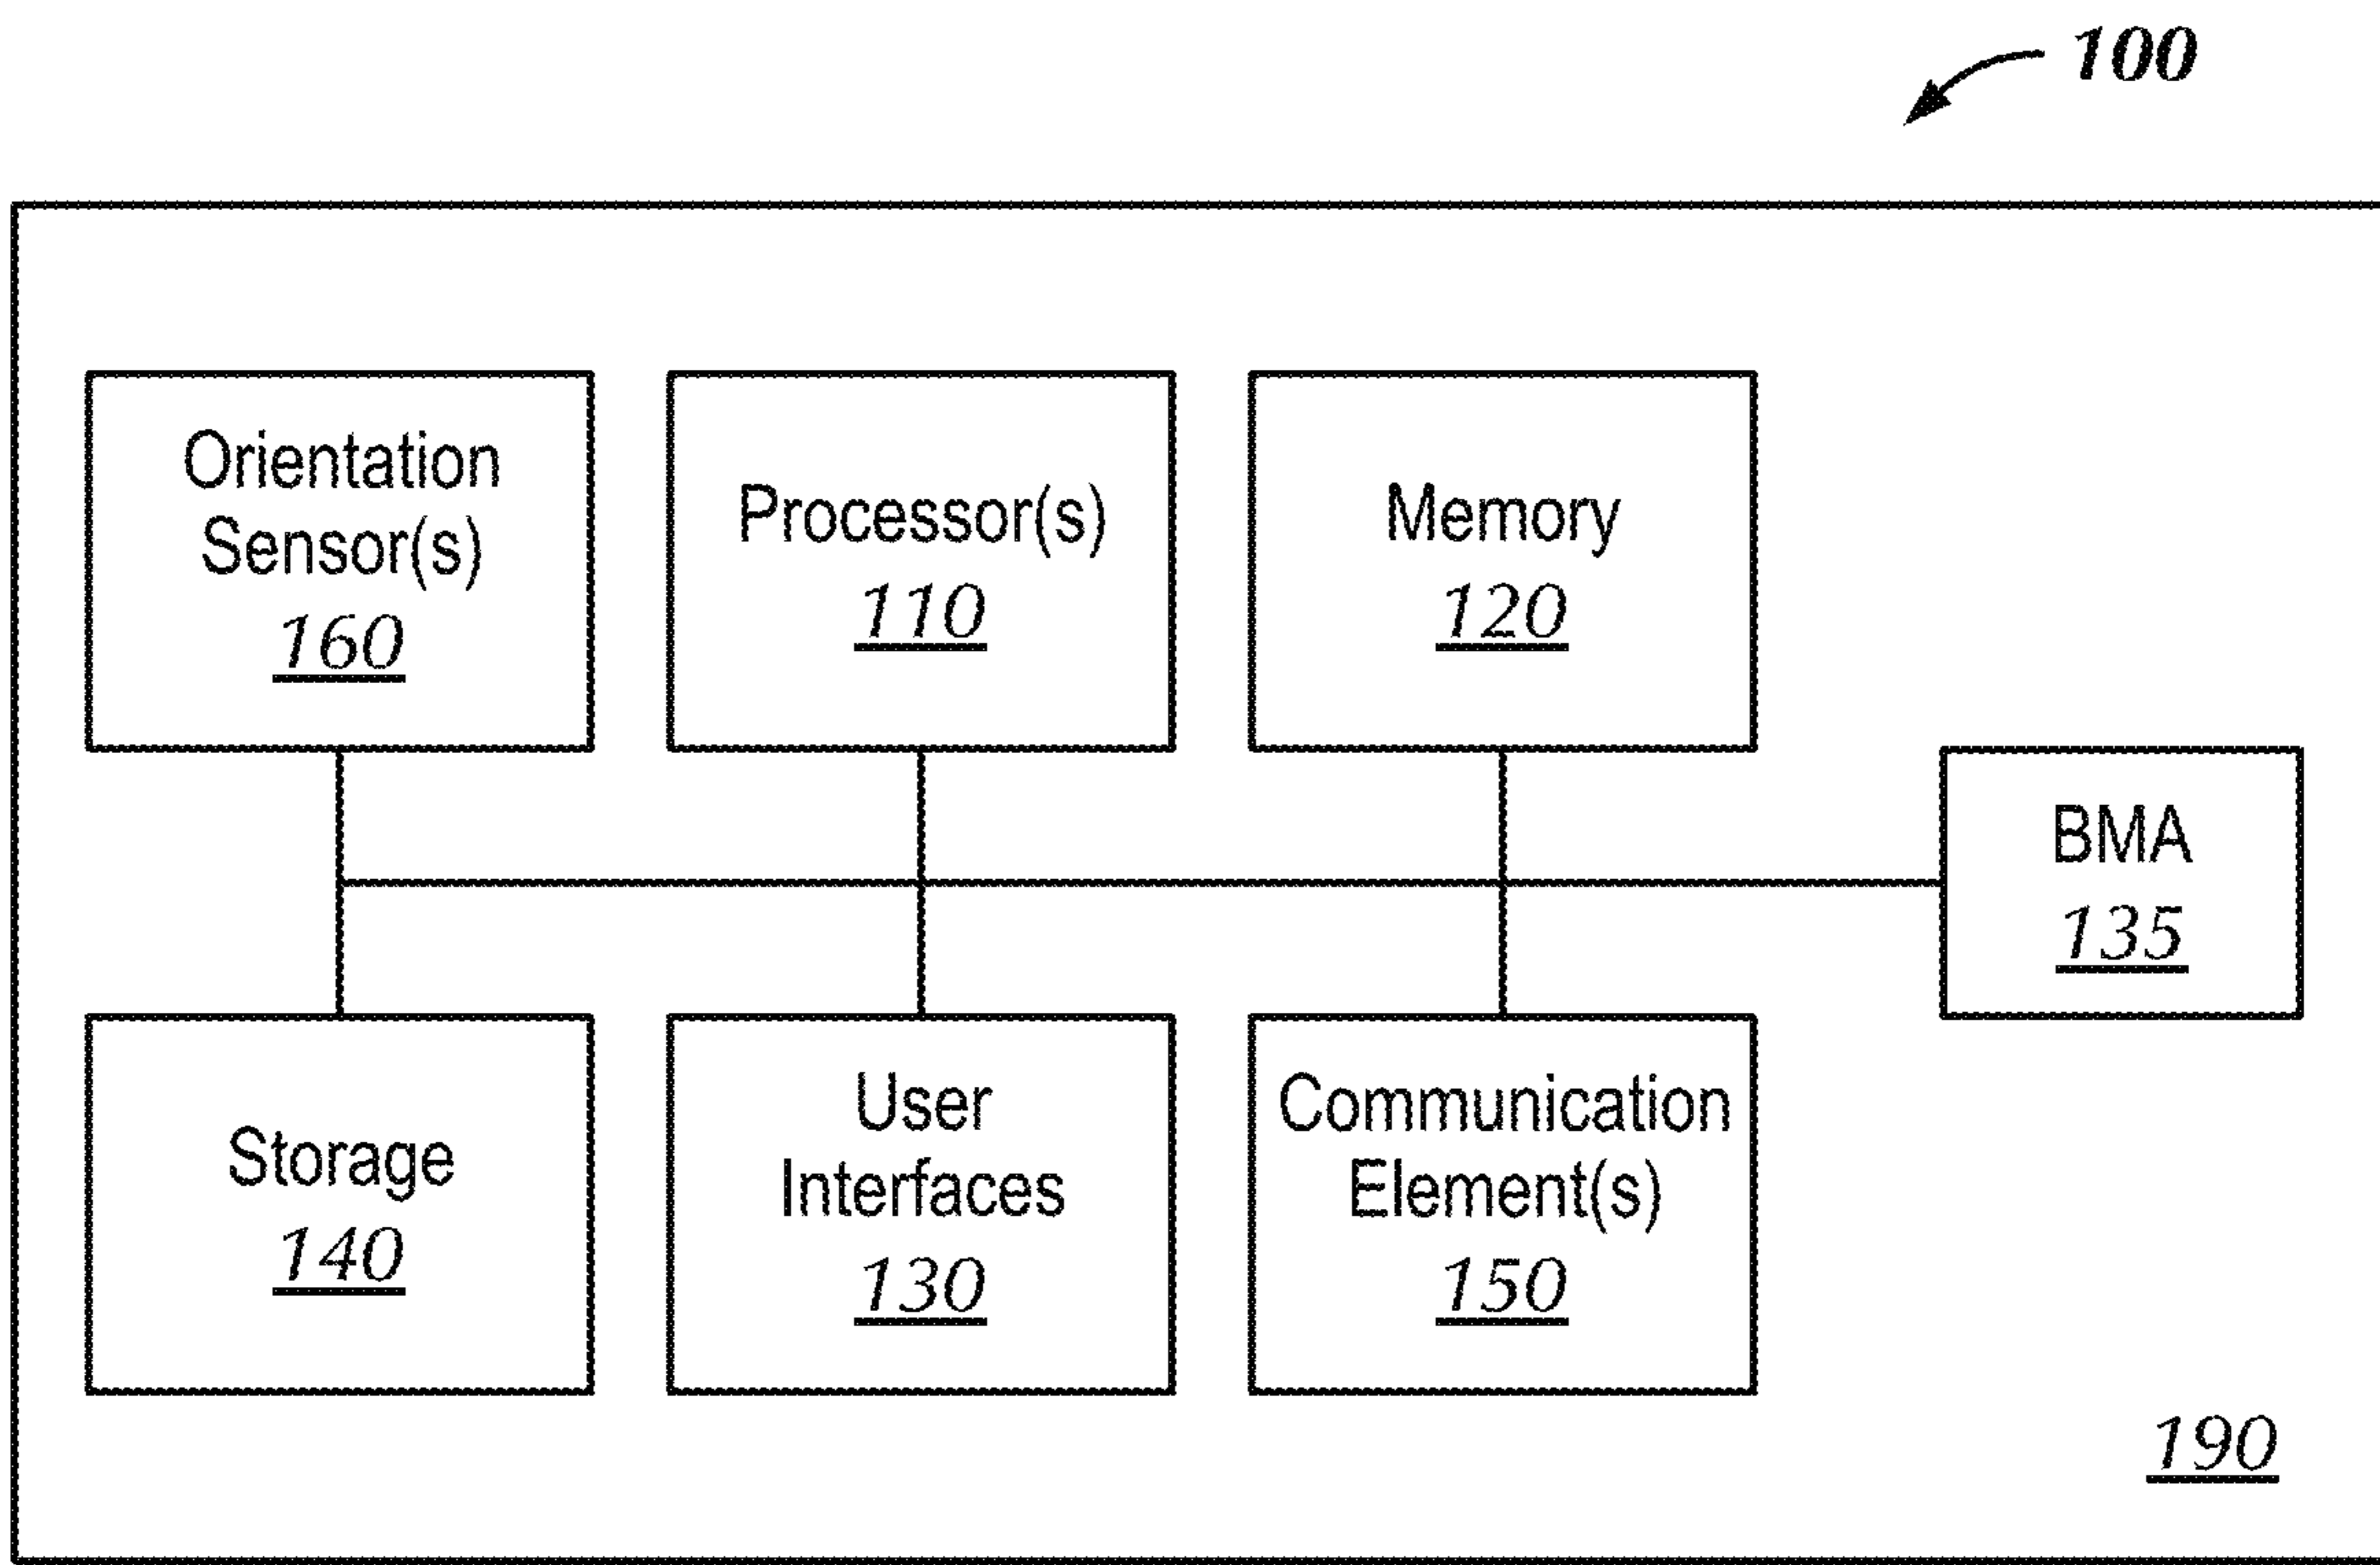 100
Orientation
Sensor(s)
160
Processor(s)
110
Memory
120
BMA
135
Storage
140
User
Interfaces
130
Communication
Element(s)
150
190